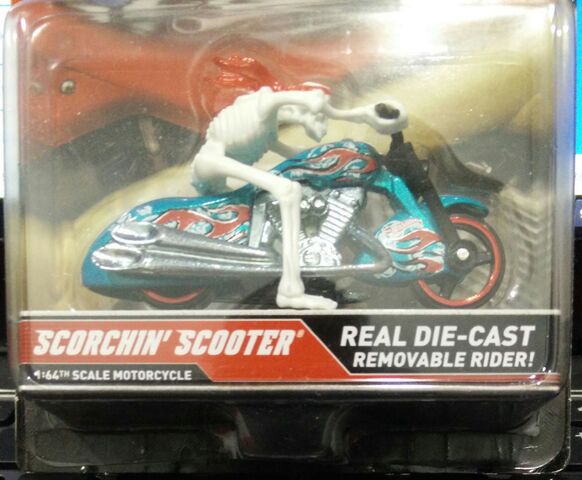 SCORCHIN' SCOOTER®
1:64TH SCALE MOTORCYCLE
REAL DIE-CAST
REMOVABLE RIDER!